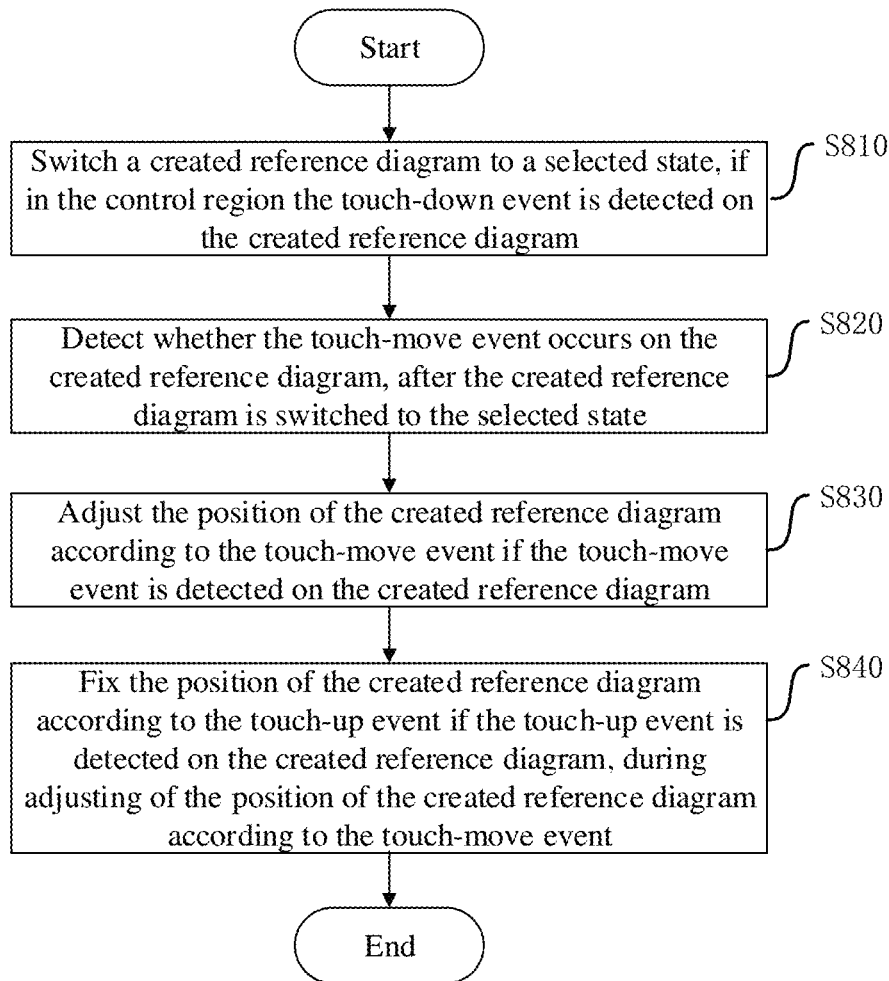 Start
S810
Switch a created reference diagram to a selected state, if
in the control region the touch-down event is detected on
the created reference diagram
S820
Detect whether the touch-move event occurs on the
created reference diagram, after the created reference
diagram is switched to the selected state
S830
Adjust the position of the created reference diagram
according to the touch-move event if the touch-move
event is detected on the created reference diagram
S840
Fix the position of the created reference diagram
according to the touch-up event if the touch-up event is
detected on the created reference diagram, during
adjusting of the position of the created reference diagram
according to the touch-move event
End